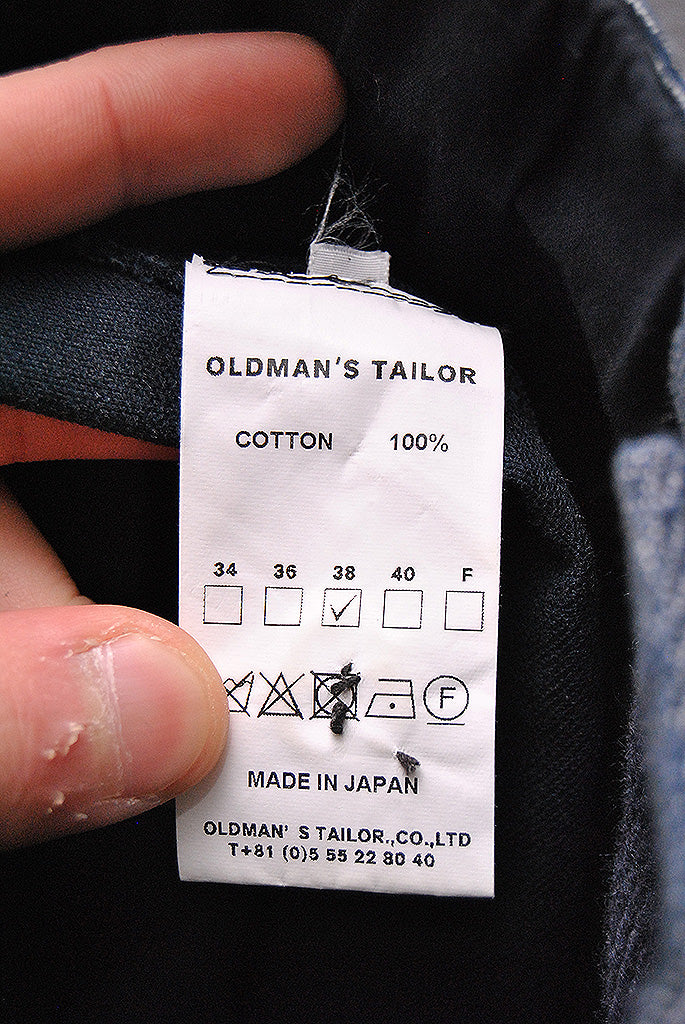 OLDMAN'S TAILOR
COTTON 100%
34 36 38 40 F
F
MADE IN JAPAN
OLDMAN' S TAILOR.,CO.,LTD
T+81 (0)5 55 22 80 40